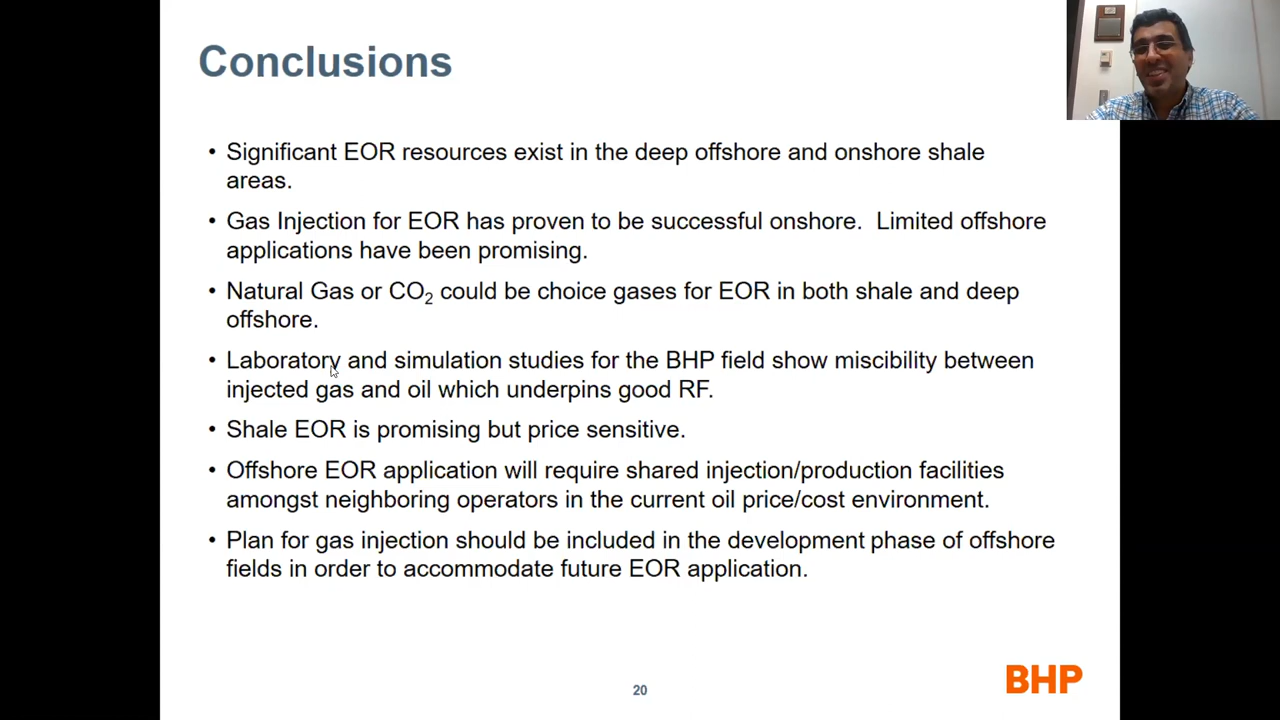 Conclusions
• Significant EOR resources exist in the deep offshore and onshore shale
areas.
• Gas Injection for EOR has proven to be successful onshore.  Limited offshore
applications have been promising.
• Natural Gas or CO₂ could be choice gases for EOR in both shale and deep
offshore.
• Laboratory and simulation studies for the BHP field show miscibility between
injected gas and oil which underpins good RF.
• Shale EOR is promising but price sensitive.
• Offshore EOR application will require shared injection/production facilities
amongst neighboring operators in the current oil price/cost environment.
• Plan for gas injection should be included in the development phase of offshore
fields in order to accommodate future EOR application.
20
BHP